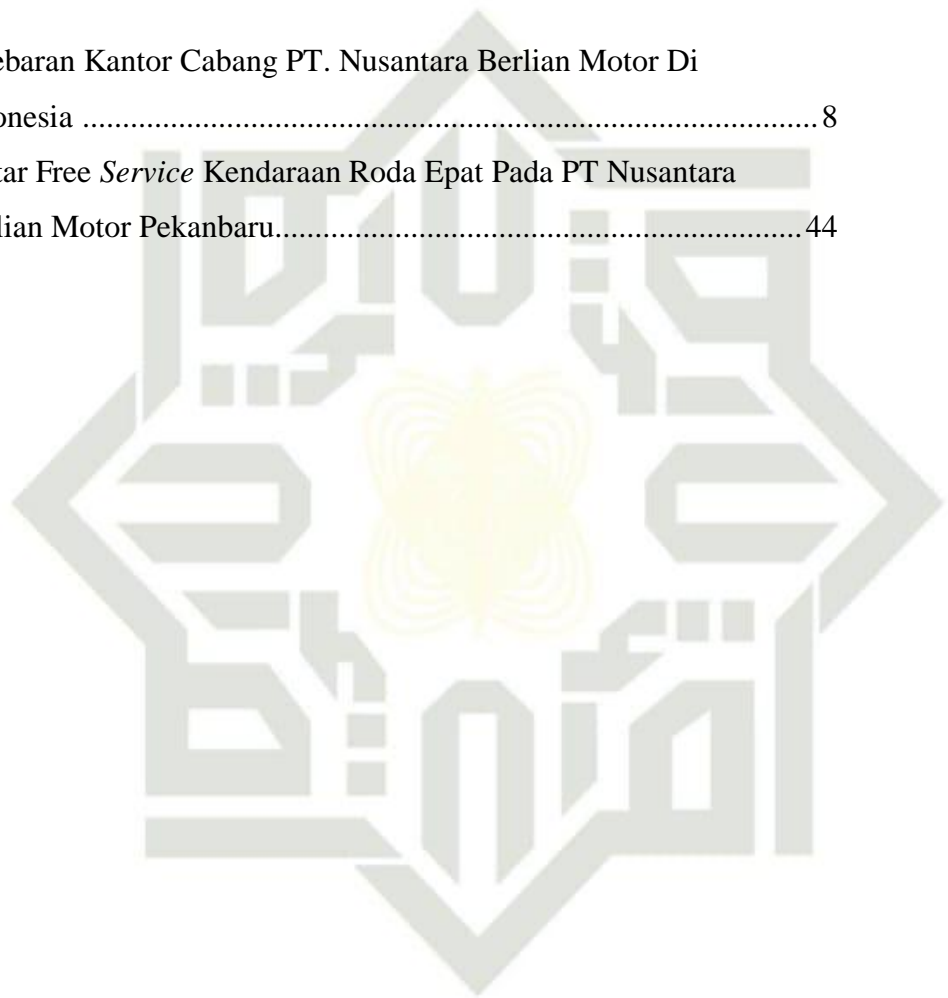 ebaran Kantor Cabang PT. Nusantara Berlian Motor Di
onesia ............................................................................. 8
tar Free Service Kendaraan Roda Epat Pada PT Nusantara
lian Motor Pekanbaru....................................................... 44